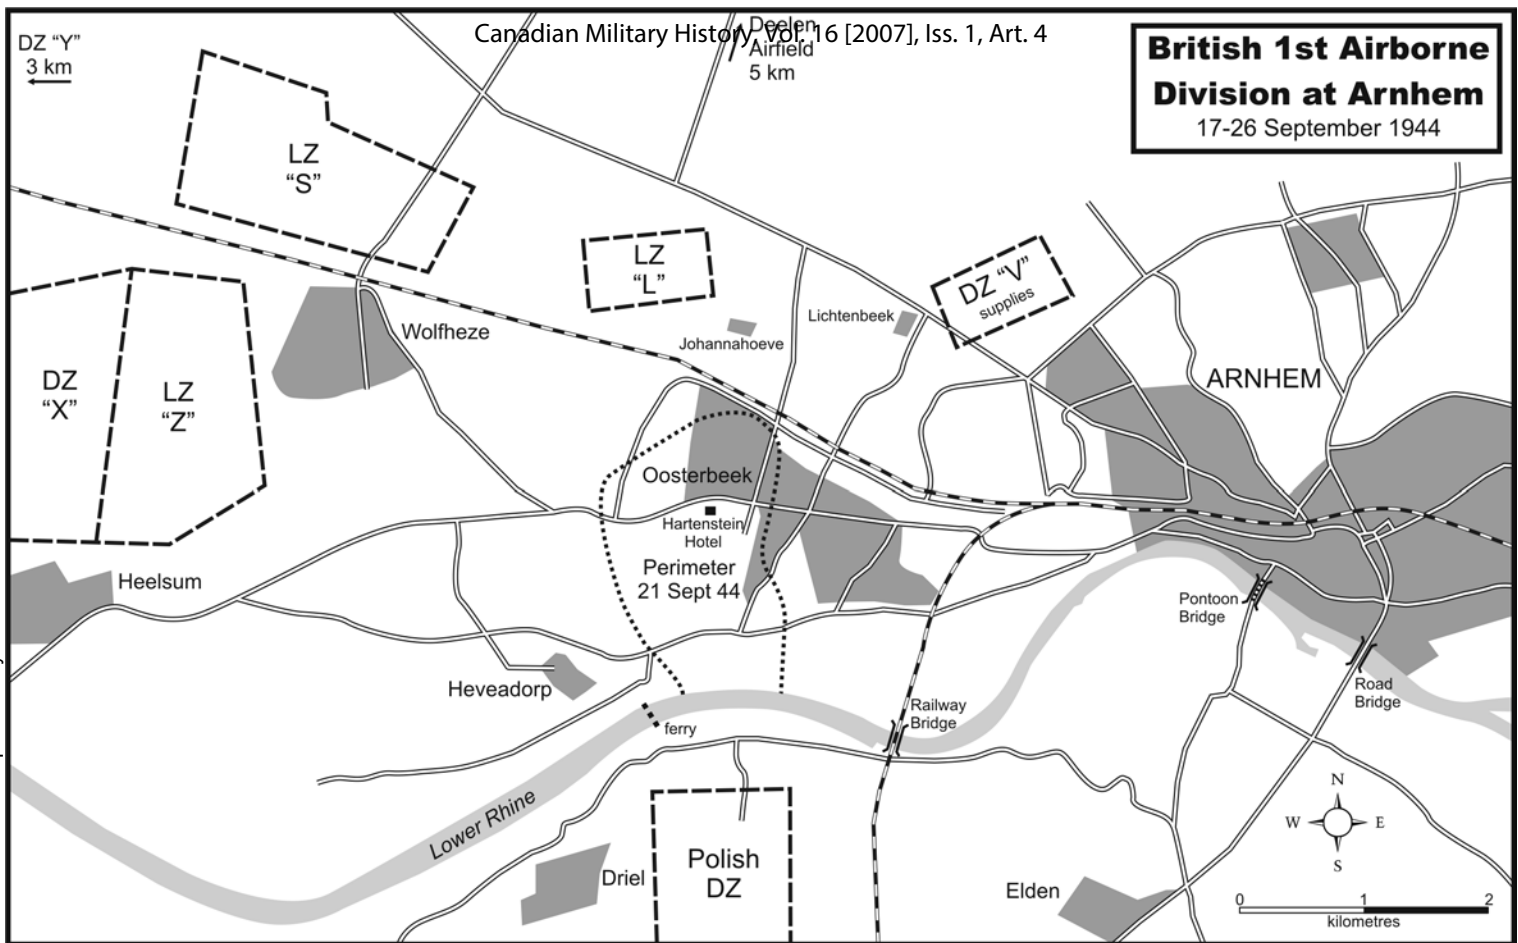 Canadian Military History, Vol. 16 [2007], Iss. 1, Art. 4
British 1st Airborne
Division at Arnhem
17-26 September 1944
DZ “Y”
3 km
Deelen
Airfield
5 km
LZ
“S”
LZ
“L”
DZ “V”
supplies
Lichtenbeek
Johannahoeve
Wolfheze
DZ
“X”
LZ
“Z”
ARNHEM
Oosterbeek
Hartenstein
Hotel
Perimeter
21 Sept 44
Heelsum
Pontoon
Bridge
Heveadorp
Road
Bridge
Railway
Bridge
ferry
Lower Rhine
Polish
DZ
Driel
Elden
N
W
E
S
0
1
2
kilometres